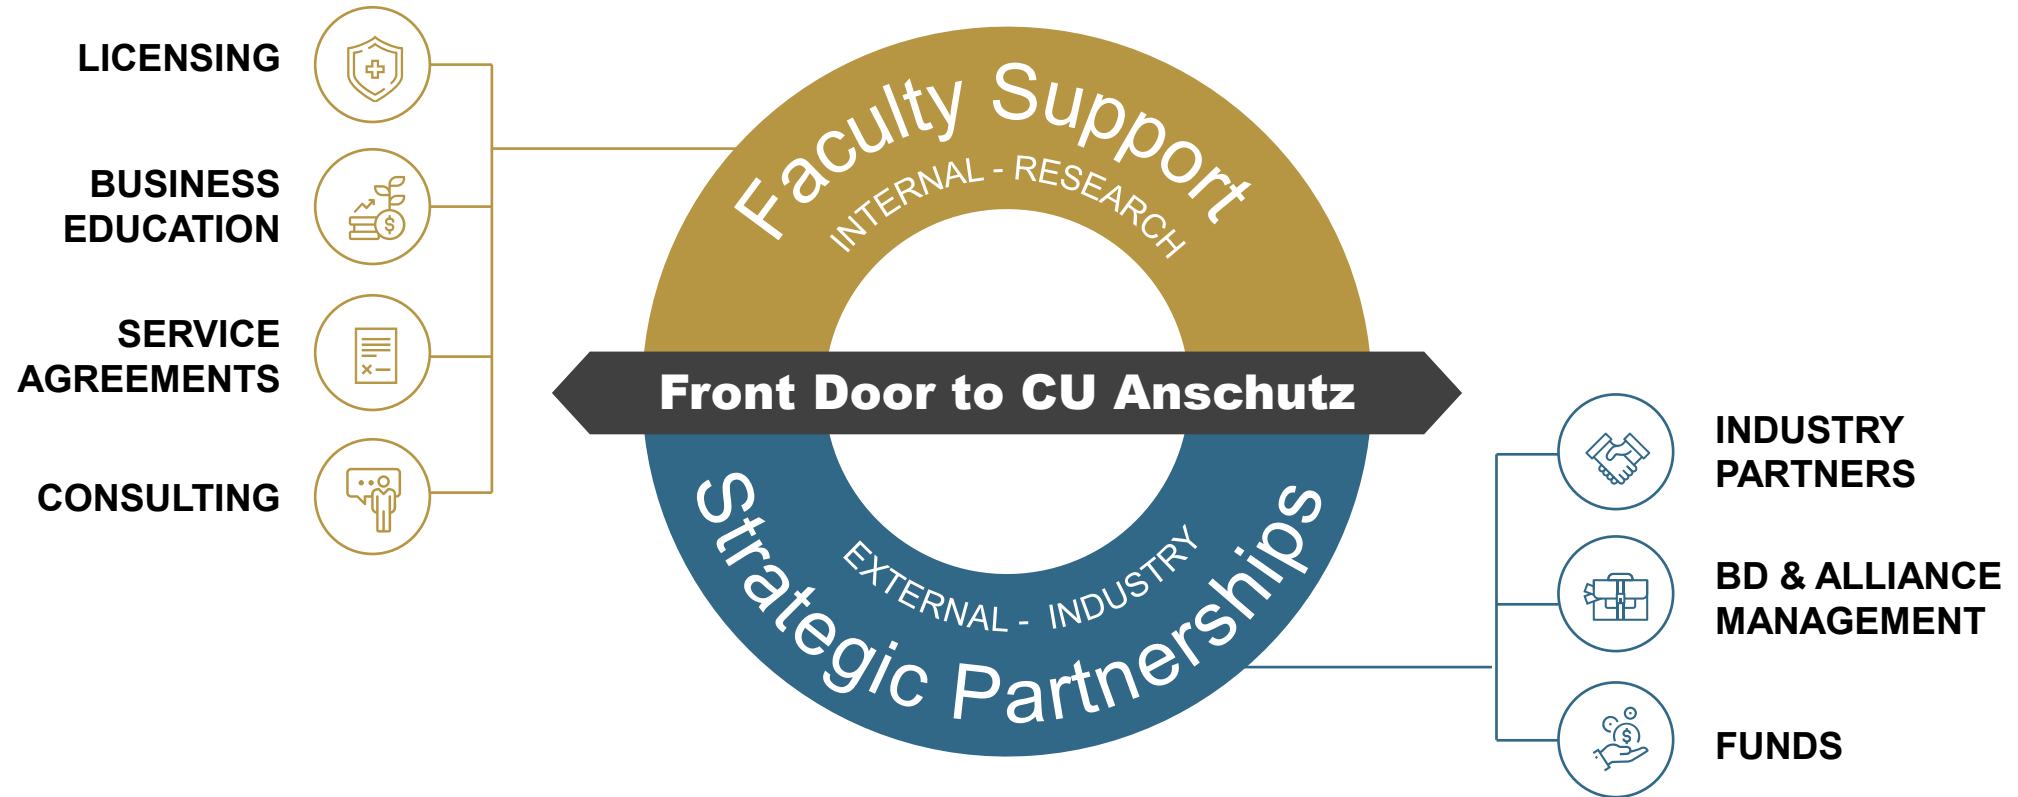 LICENSING
BUSINESS
EDUCATION
SERVICE
AGREEMENTS
CONSULTING
Faculty Support
INTERNAL - RESEARCH
Front Door to CU Anschutz
EXTERNAL - INDUSTRY
Strategic Partnerships
INDUSTRY
PARTNERS
BD & ALLIANCE
MANAGEMENT
FUNDS